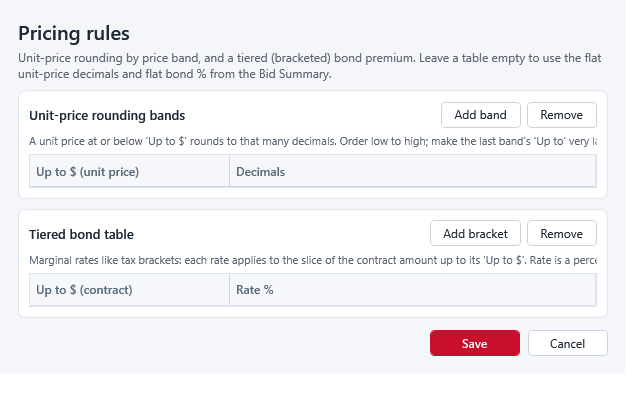 Pricing rules
Unit-price rounding by price band, and a tiered (bracketed) bond premium. Leave a table empty to use the flat
unit-price decimals and flat bond % from the Bid Summary.
Unit-price rounding bands
Add band
Remove
A unit price at or below 'Up to $' rounds to that many decimals. Order low to high; make the last band's 'Up to' very
Up to $ (unit price)
Decimals
Tiered bond table
Add bracket
Remove
Marginal rates like tax brackets: each rate applies to the slice of the contract amount up to its 'Up to $'. Rate is a
Up to $ (contract)
Rate %
Save
Cancel